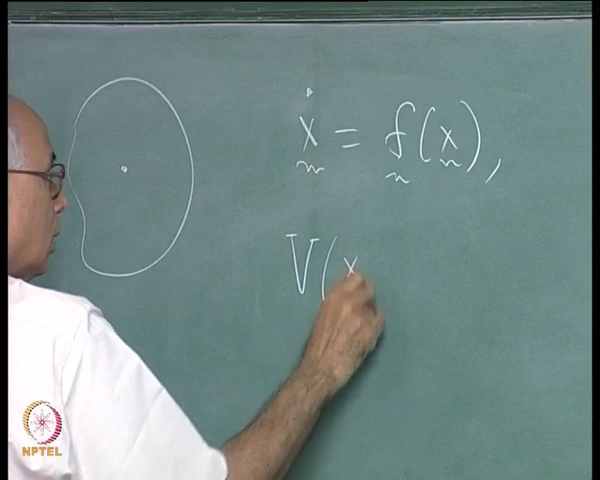 ẋ = f(x),
V(x
NPTEL